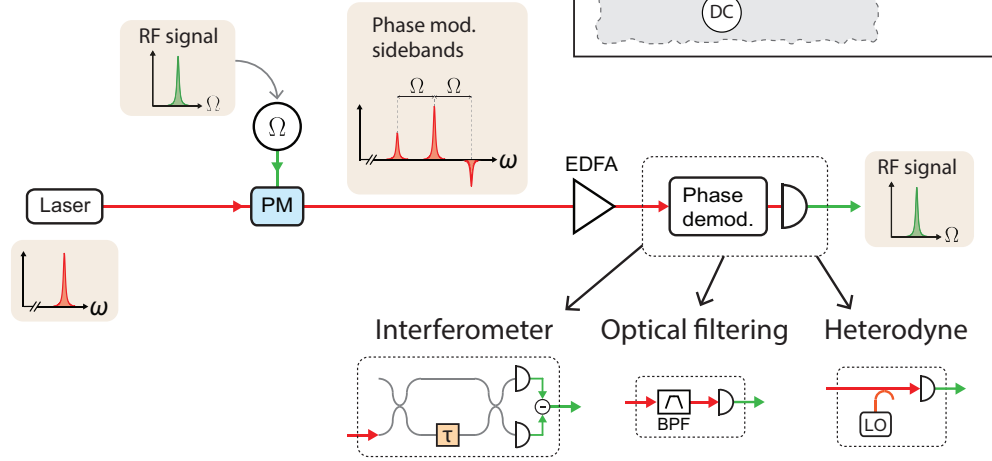 DC
RF signal
Ω
Ω
Phase mod.
sidebands
Ω Ω
ω
Laser
PM
EDFA
Phase
demod.
RF signal
Ω
ω
Interferometer
Optical filtering
Heterodyne
τ
-
BPF
LO